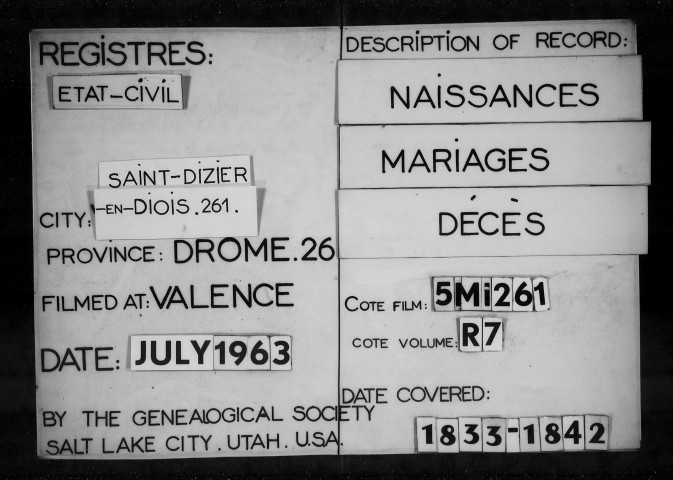 REGISTRES:
ETAT-CIVIL
SAINT-DIZIER
CITY: -EN-DIOIS.261.
PROVINCE: DROME.26
FILMED AT: VALENCE
DATE: JULY 1963
BY THE GENEALOGICAL SOCIETY
SALT LAKE CITY. UTAH. U.S.A.
DESCRIPTION OF RECORD:
NAISSANCES
MARIAGES
DÉCÈS
COTE FILM: 5Mi261
COTE VOLUME: R7
DATE COVERED:
1833-1842